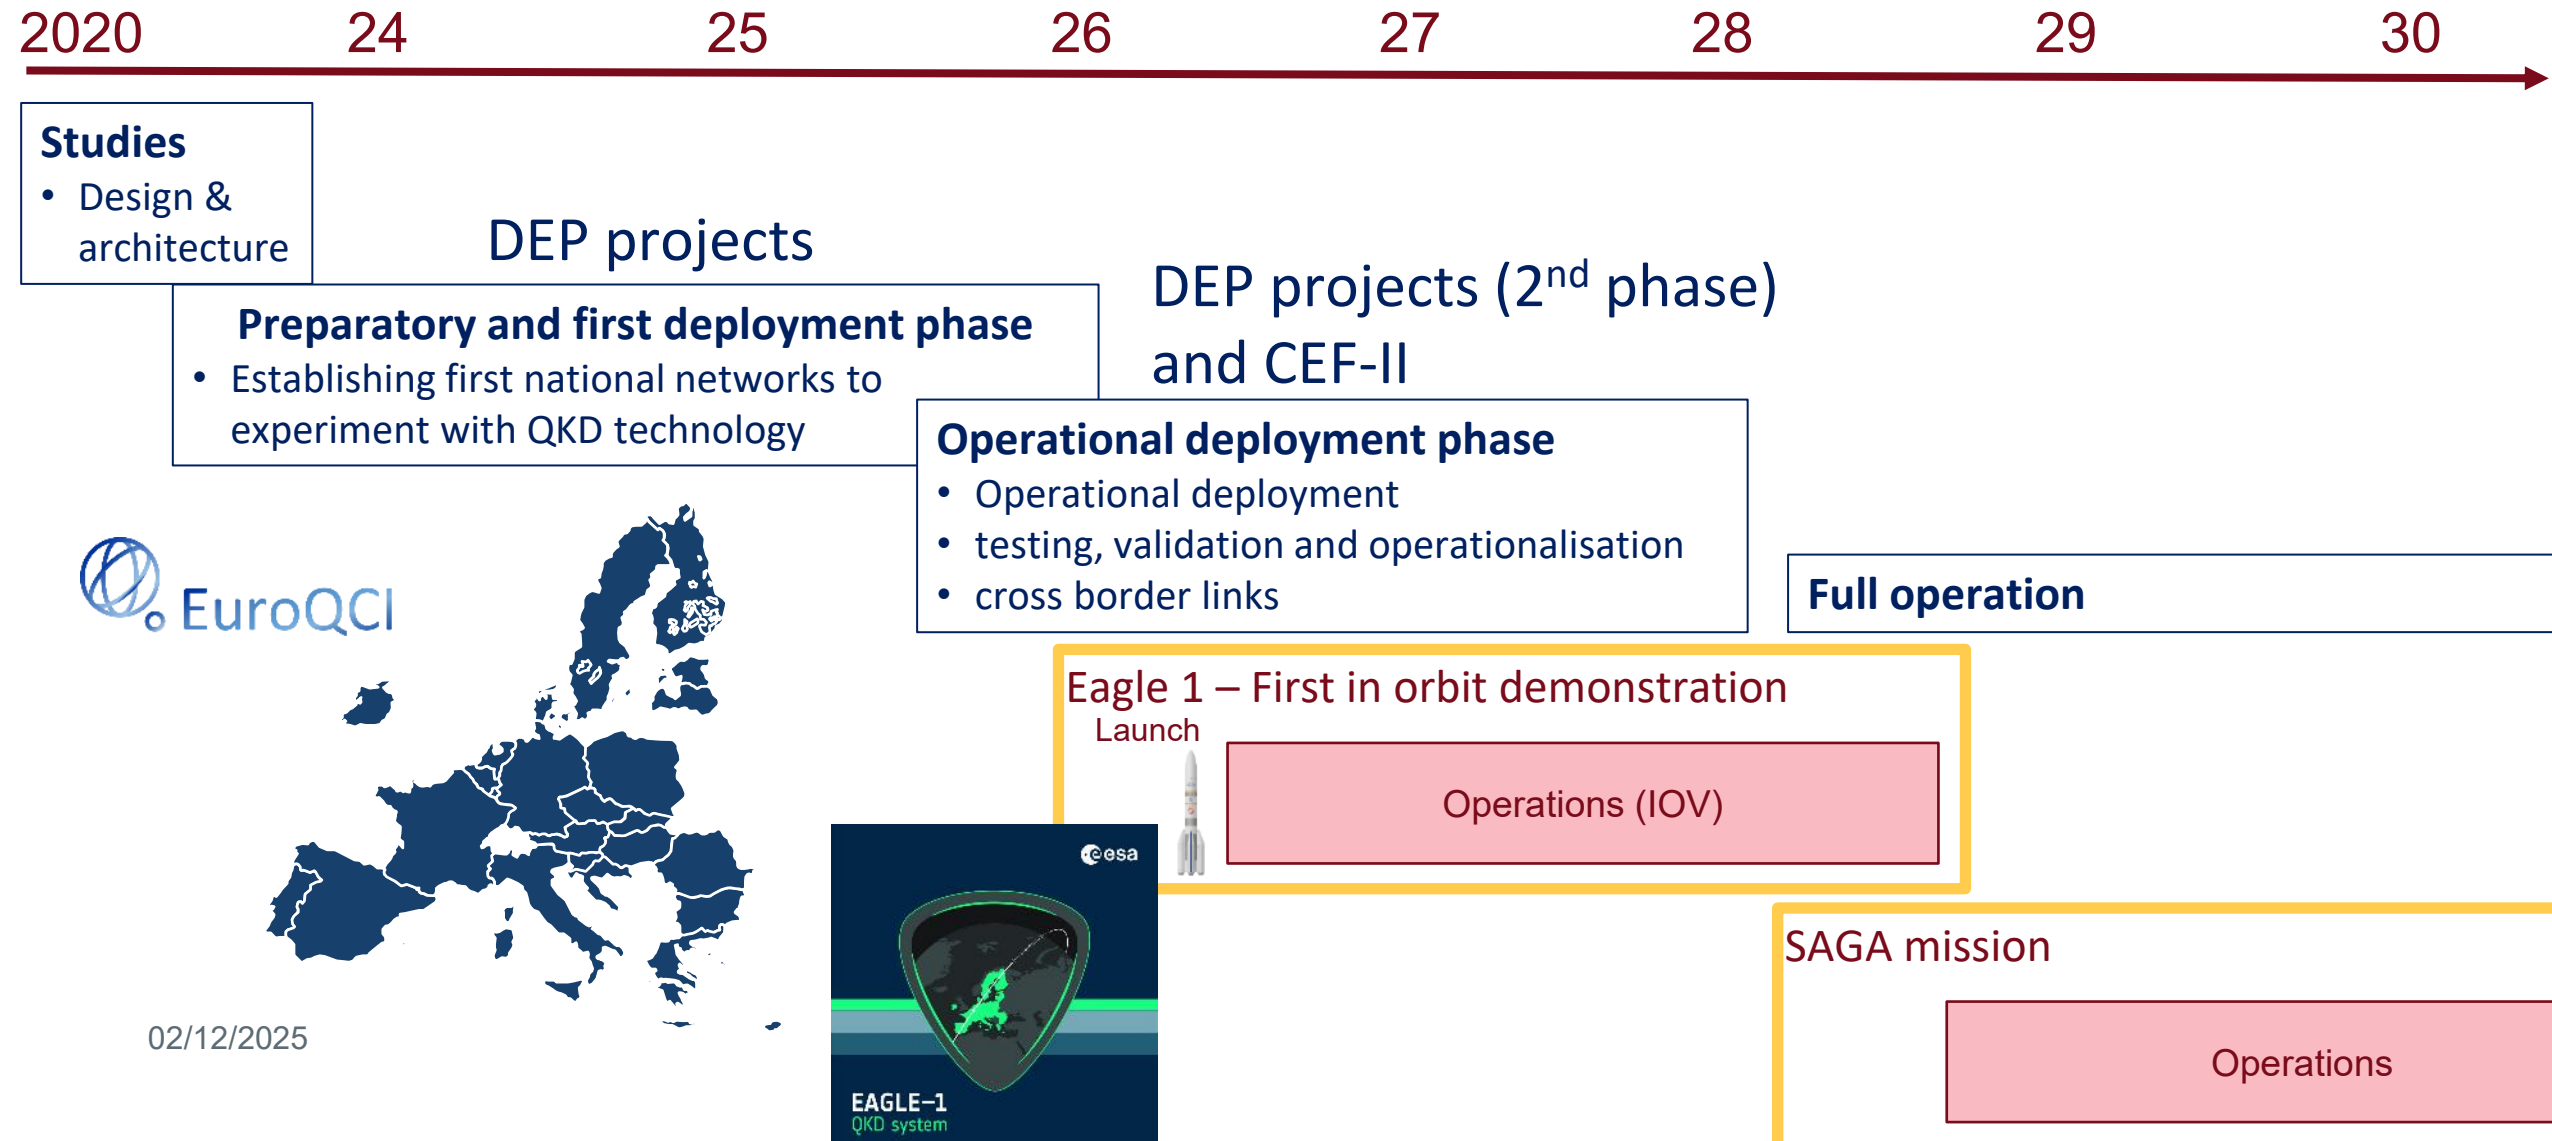 2020 24 25 26 27 28 29 30
Studies
• Design &
architecture
DEP projects
Preparatory and first deployment phase
• Establishing first national networks to
experiment with QKD technology
DEP projects (2nd phase)
and CEF-II
Operational deployment phase
• Operational deployment
• testing, validation and operationalisation
• cross border links
Full operation
EuroQCI
Eagle 1 – First in orbit demonstration
Launch
Operations (IOV)
esa
EAGLE-1
QKD system
SAGA mission
Operations
02/12/2025